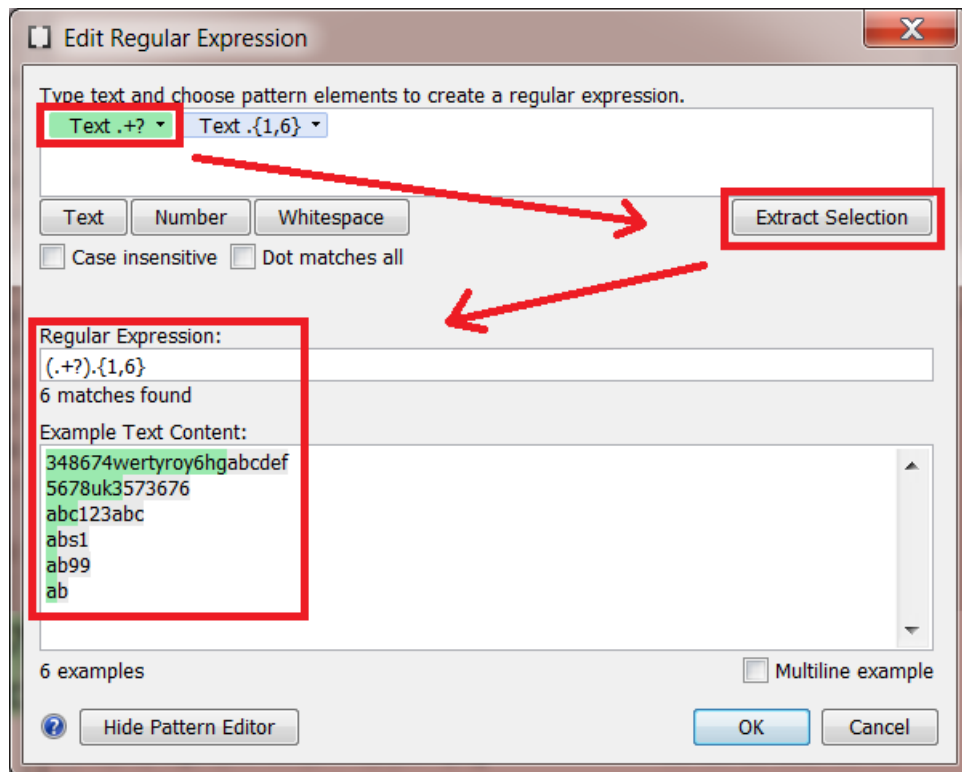 Edit Regular Expression
X
Type text and choose pattern elements to create a regular expression.
Text .+? Text .{1,6}
Text Number Whitespace Extract Selection
Case insensitive Dot matches all
Regular Expression:
(.+?).{1,6}
6 matches found
Example Text Content:
348674wertyroy6hgabcdef
5678uk3573676
abc123abc
abs1
ab99
ab
6 examples Multiline example
? Hide Pattern Editor OK Cancel